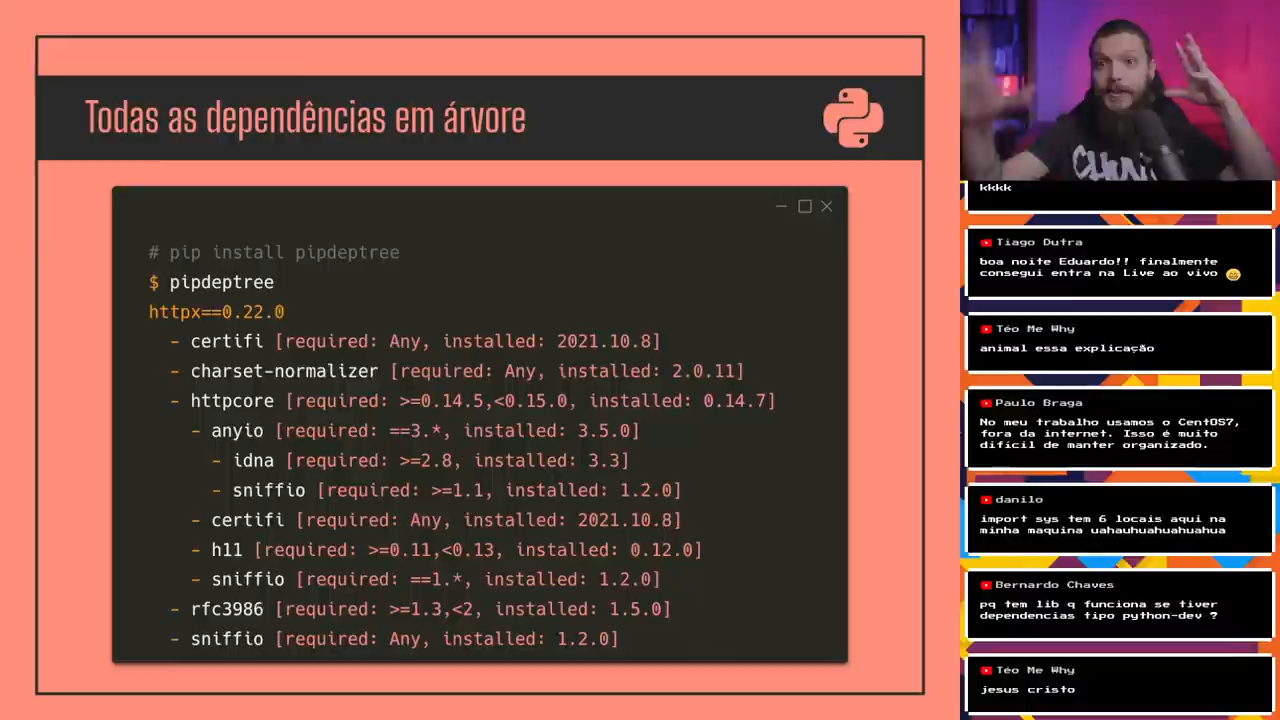 Todas as dependências em árvore
# pip install pipdeptree
$ pipdeptree
httpx==0.22.0
- certifi [required: Any, installed: 2021.10.8]
- charset-normalizer [required: Any, installed: 2.0.11]
- httpcore [required: >=0.14.5,<0.15.0, installed: 0.14.7]
- anyio [required: ==3.*, installed: 3.5.0]
- idna [required: >=2.8, installed: 3.3]
- sniffio [required: >=1.1, installed: 1.2.0]
- certifi [required: Any, installed: 2021.10.8]
- h11 [required: >=0.11,<0.13, installed: 0.12.0]
- sniffio [required: ==1.*, installed: 1.2.0]
- rfc3986 [required: >=1.3,<2, installed: 1.5.0]
- sniffio [required: Any, installed: 1.2.0]
kkkk
Tiago Dutra
boa noite Eduardo!! finalmente
consegui entra na Live ao vivo 😄
Téo Me Why
animal essa explicação
Paulo Braga
No meu trabalho usamos o CentOS7,
fora da internet. Isso é muito
difícil de manter organizado.
danilo
import sys tem 6 locais aqui na
minha maquina uahauhuahuahuahua
Bernardo Chaves
pq tem lib q funciona se tiver
dependencias tipo python-dev ?
Téo Me Why
jesus cristo